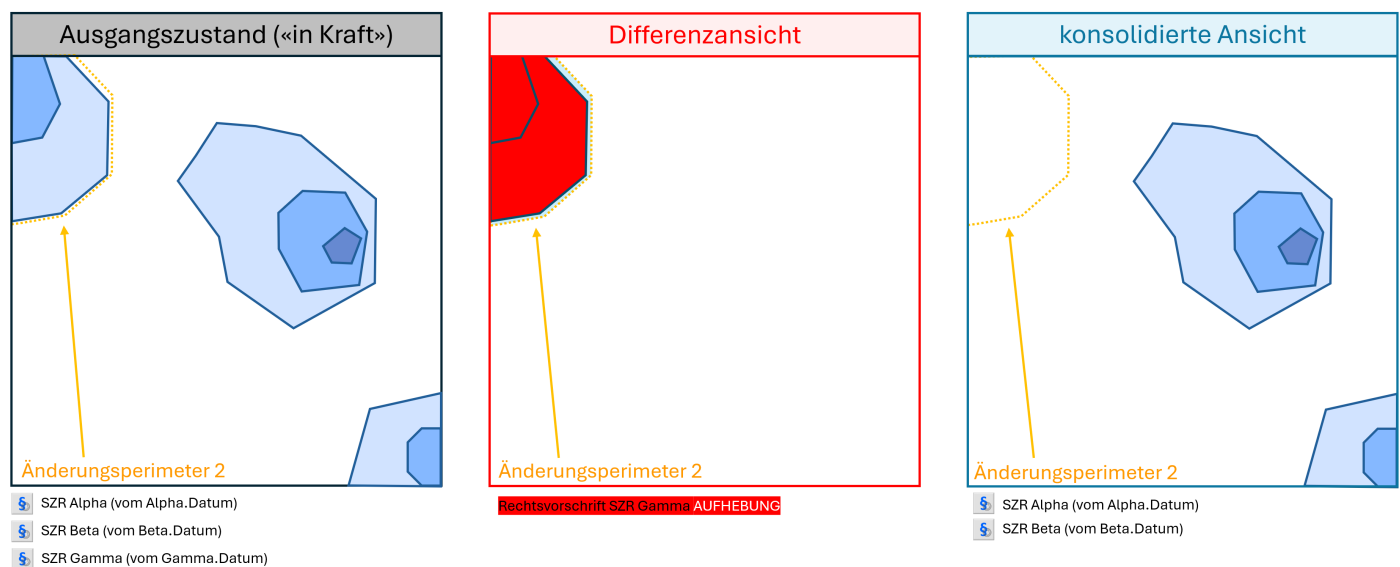 Ausgangszustand («in Kraft»)
Änderungsperimeter 2
§ SZR Alpha (vom Alpha.Datum)
§ SZR Beta (vom Beta.Datum)
§ SZR Gamma (vom Gamma.Datum)
Differenzansicht
Änderungsperimeter 2
Rechtsvorschrift SZR Gamma AUFHEBUNG
konsolidierte Ansicht
Änderungsperimeter 2
§ SZR Alpha (vom Alpha.Datum)
§ SZR Beta (vom Beta.Datum)